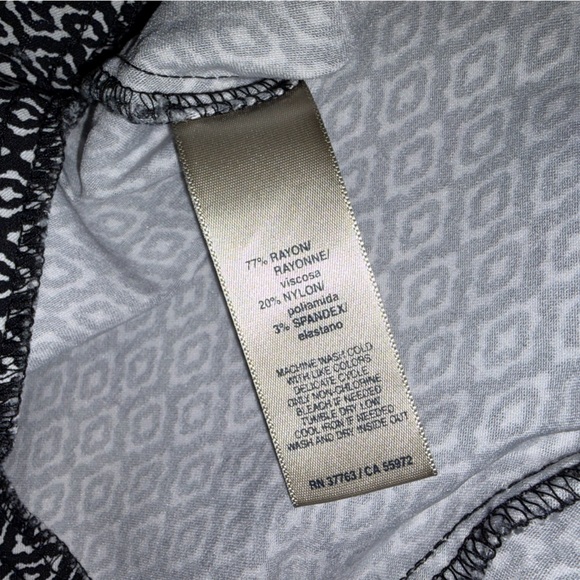 77% RAYON/
RAYONNE/
viscosa
20% NYLON/
poliamida
3% SPANDEX/
elastano
MACHINE WASH COLD
WITH LIKE COLORS
DELICATE CYCLE
ONLY NON-CHLORINE
BLEACH IF NEEDED
TUMBLE DRY LOW
COOL IRON IF NEEDED
WASH AND DRY INSIDE OUT
RN 37763 / CA 55972